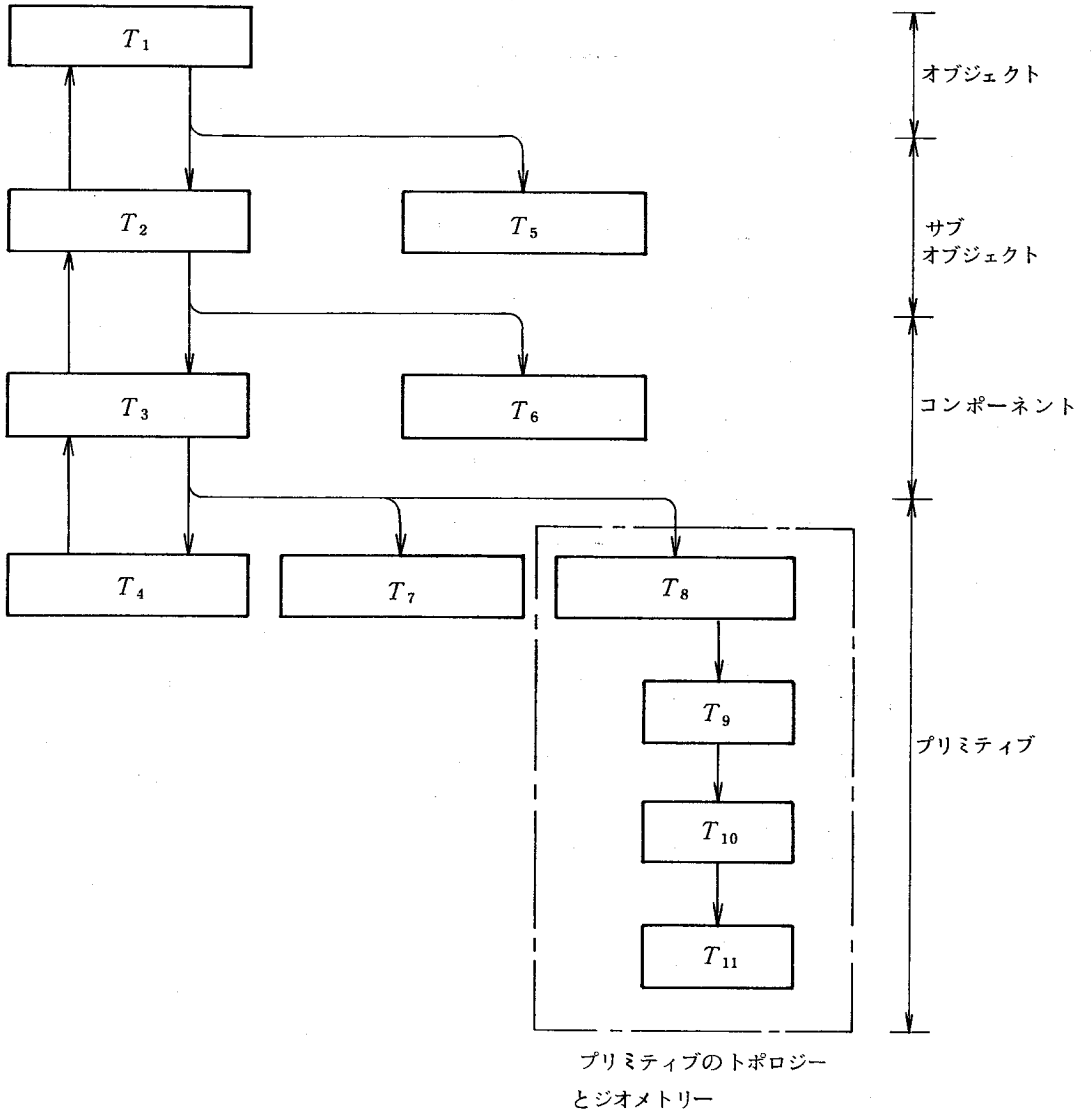 T1
オブジェクト
T2
T5
サブ
オブジェクト
T3
T6
コンポーネント
T4
T7
T8
T9
プリミティブ
T10
T11
プリミティブのトポロジー
とジオメトリー